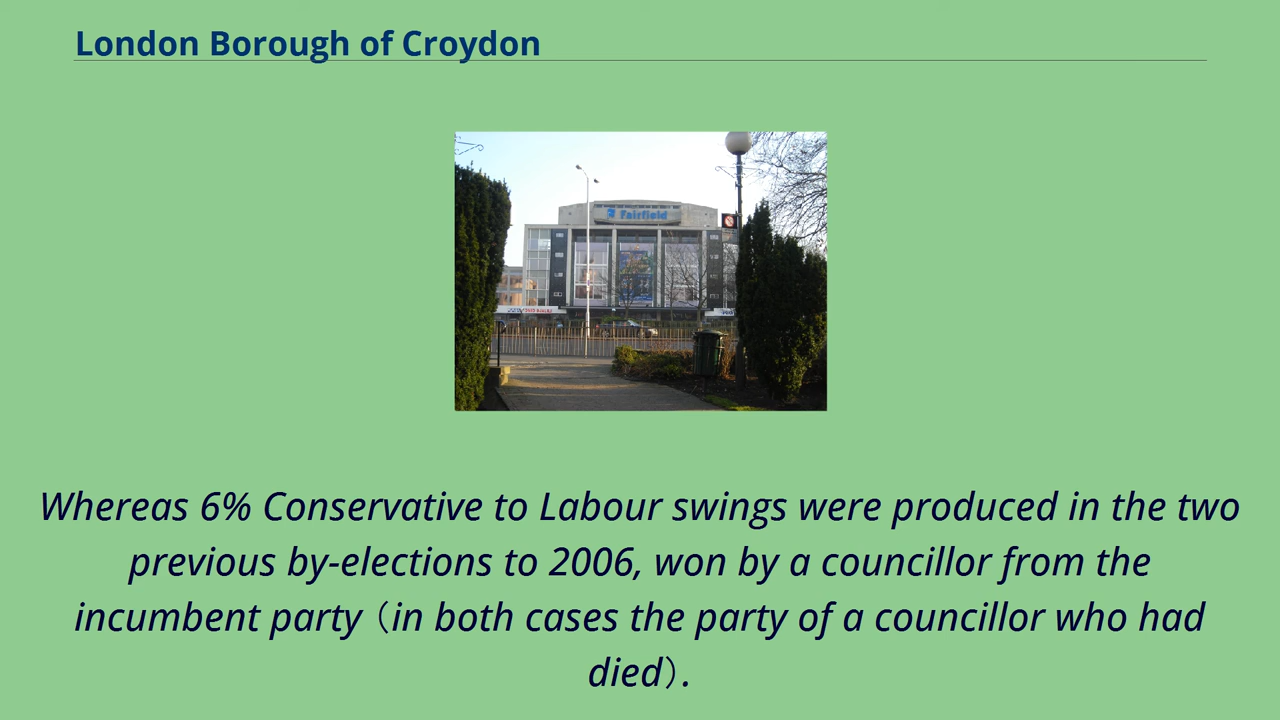 London Borough of Croydon
Fairfield
Whereas 6% Conservative to Labour swings were produced in the two
previous by-elections to 2006, won by a councillor from the
incumbent party（in both cases the party of a councillor who had
died）.